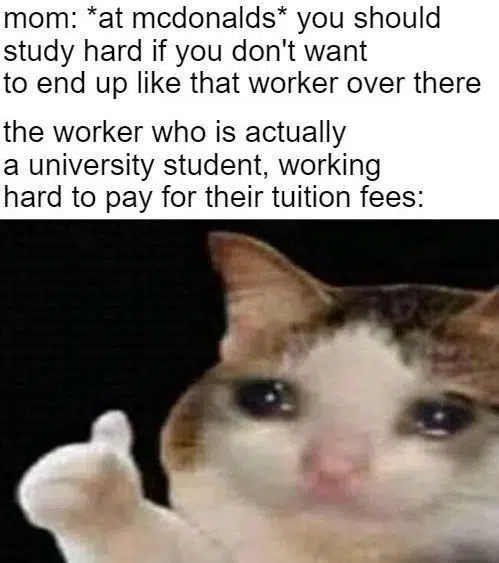 mom: *at mcdonalds* you should
study hard if you don't want
to end up like that worker over there
the worker who is actually
a university student, working
hard to pay for their tuition fees: